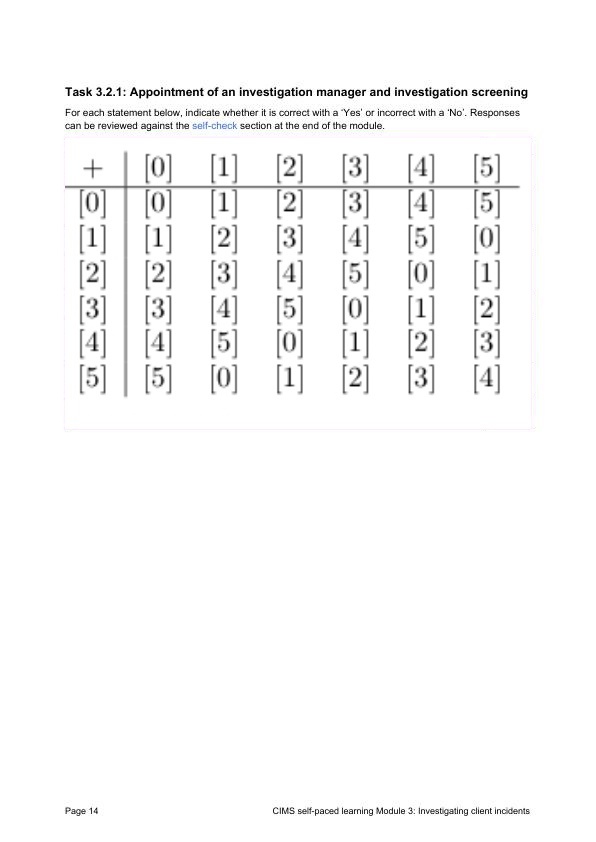 Task 3.2.1: Appointment of an investigation manager and investigation screening
For each statement below, indicate whether it is correct with a ‘Yes’ or incorrect with a ‘No’. Responses
can be reviewed against the self-check section at the end of the module.
+ [0] [1] [2] [3] [4] [5]
[0] [0] [1] [2] [3] [4] [5]
[1] [1] [2] [3] [4] [5] [0]
[2] [2] [3] [4] [5] [0] [1]
[3] [3] [4] [5] [0] [1] [2]
[4] [4] [5] [0] [1] [2] [3]
[5] [5] [0] [1] [2] [3] [4]
Page 14 CIMS self-paced learning Module 3: Investigating client incidents